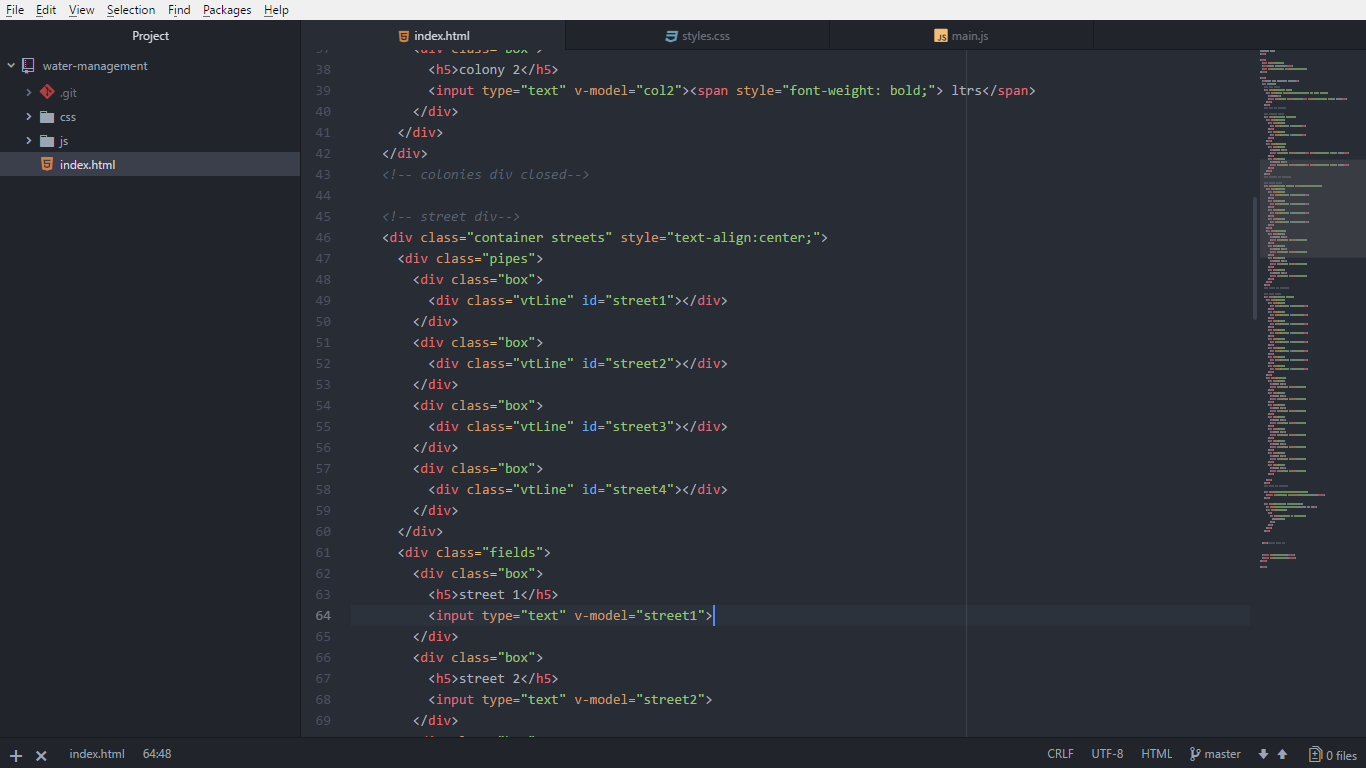 File Edit View Selection Find Packages Help
Project
index.html
styles.css
main.js
water-management
.git
css
js
index.html
38 <h5>colony 2</h5>
39 <input type="text" v-model="col2"><span style="font-weight: bold;"> ltrs</span>
40 </div>
41 </div>
42 </div>
43 <!-- colonies div closed-->
44
45 <!-- street div-->
46 <div class="container streets" style="text-align:center;">
47 <div class="pipes">
48 <div class="box">
49 <div class="vtLine" id="street1"></div>
50 </div>
51 <div class="box">
52 <div class="vtLine" id="street2"></div>
53 </div>
54 <div class="box">
55 <div class="vtLine" id="street3"></div>
56 </div>
57 <div class="box">
58 <div class="vtLine" id="street4"></div>
59 </div>
60 </div>
61 <div class="fields">
62 <div class="box">
63 <h5>street 1</h5>
64 <input type="text" v-model="street1">
65 </div>
66 <div class="box">
67 <h5>street 2</h5>
68 <input type="text" v-model="street2">
69 </div>
index.html 64:48 CRLF UTF-8 HTML master 0 files